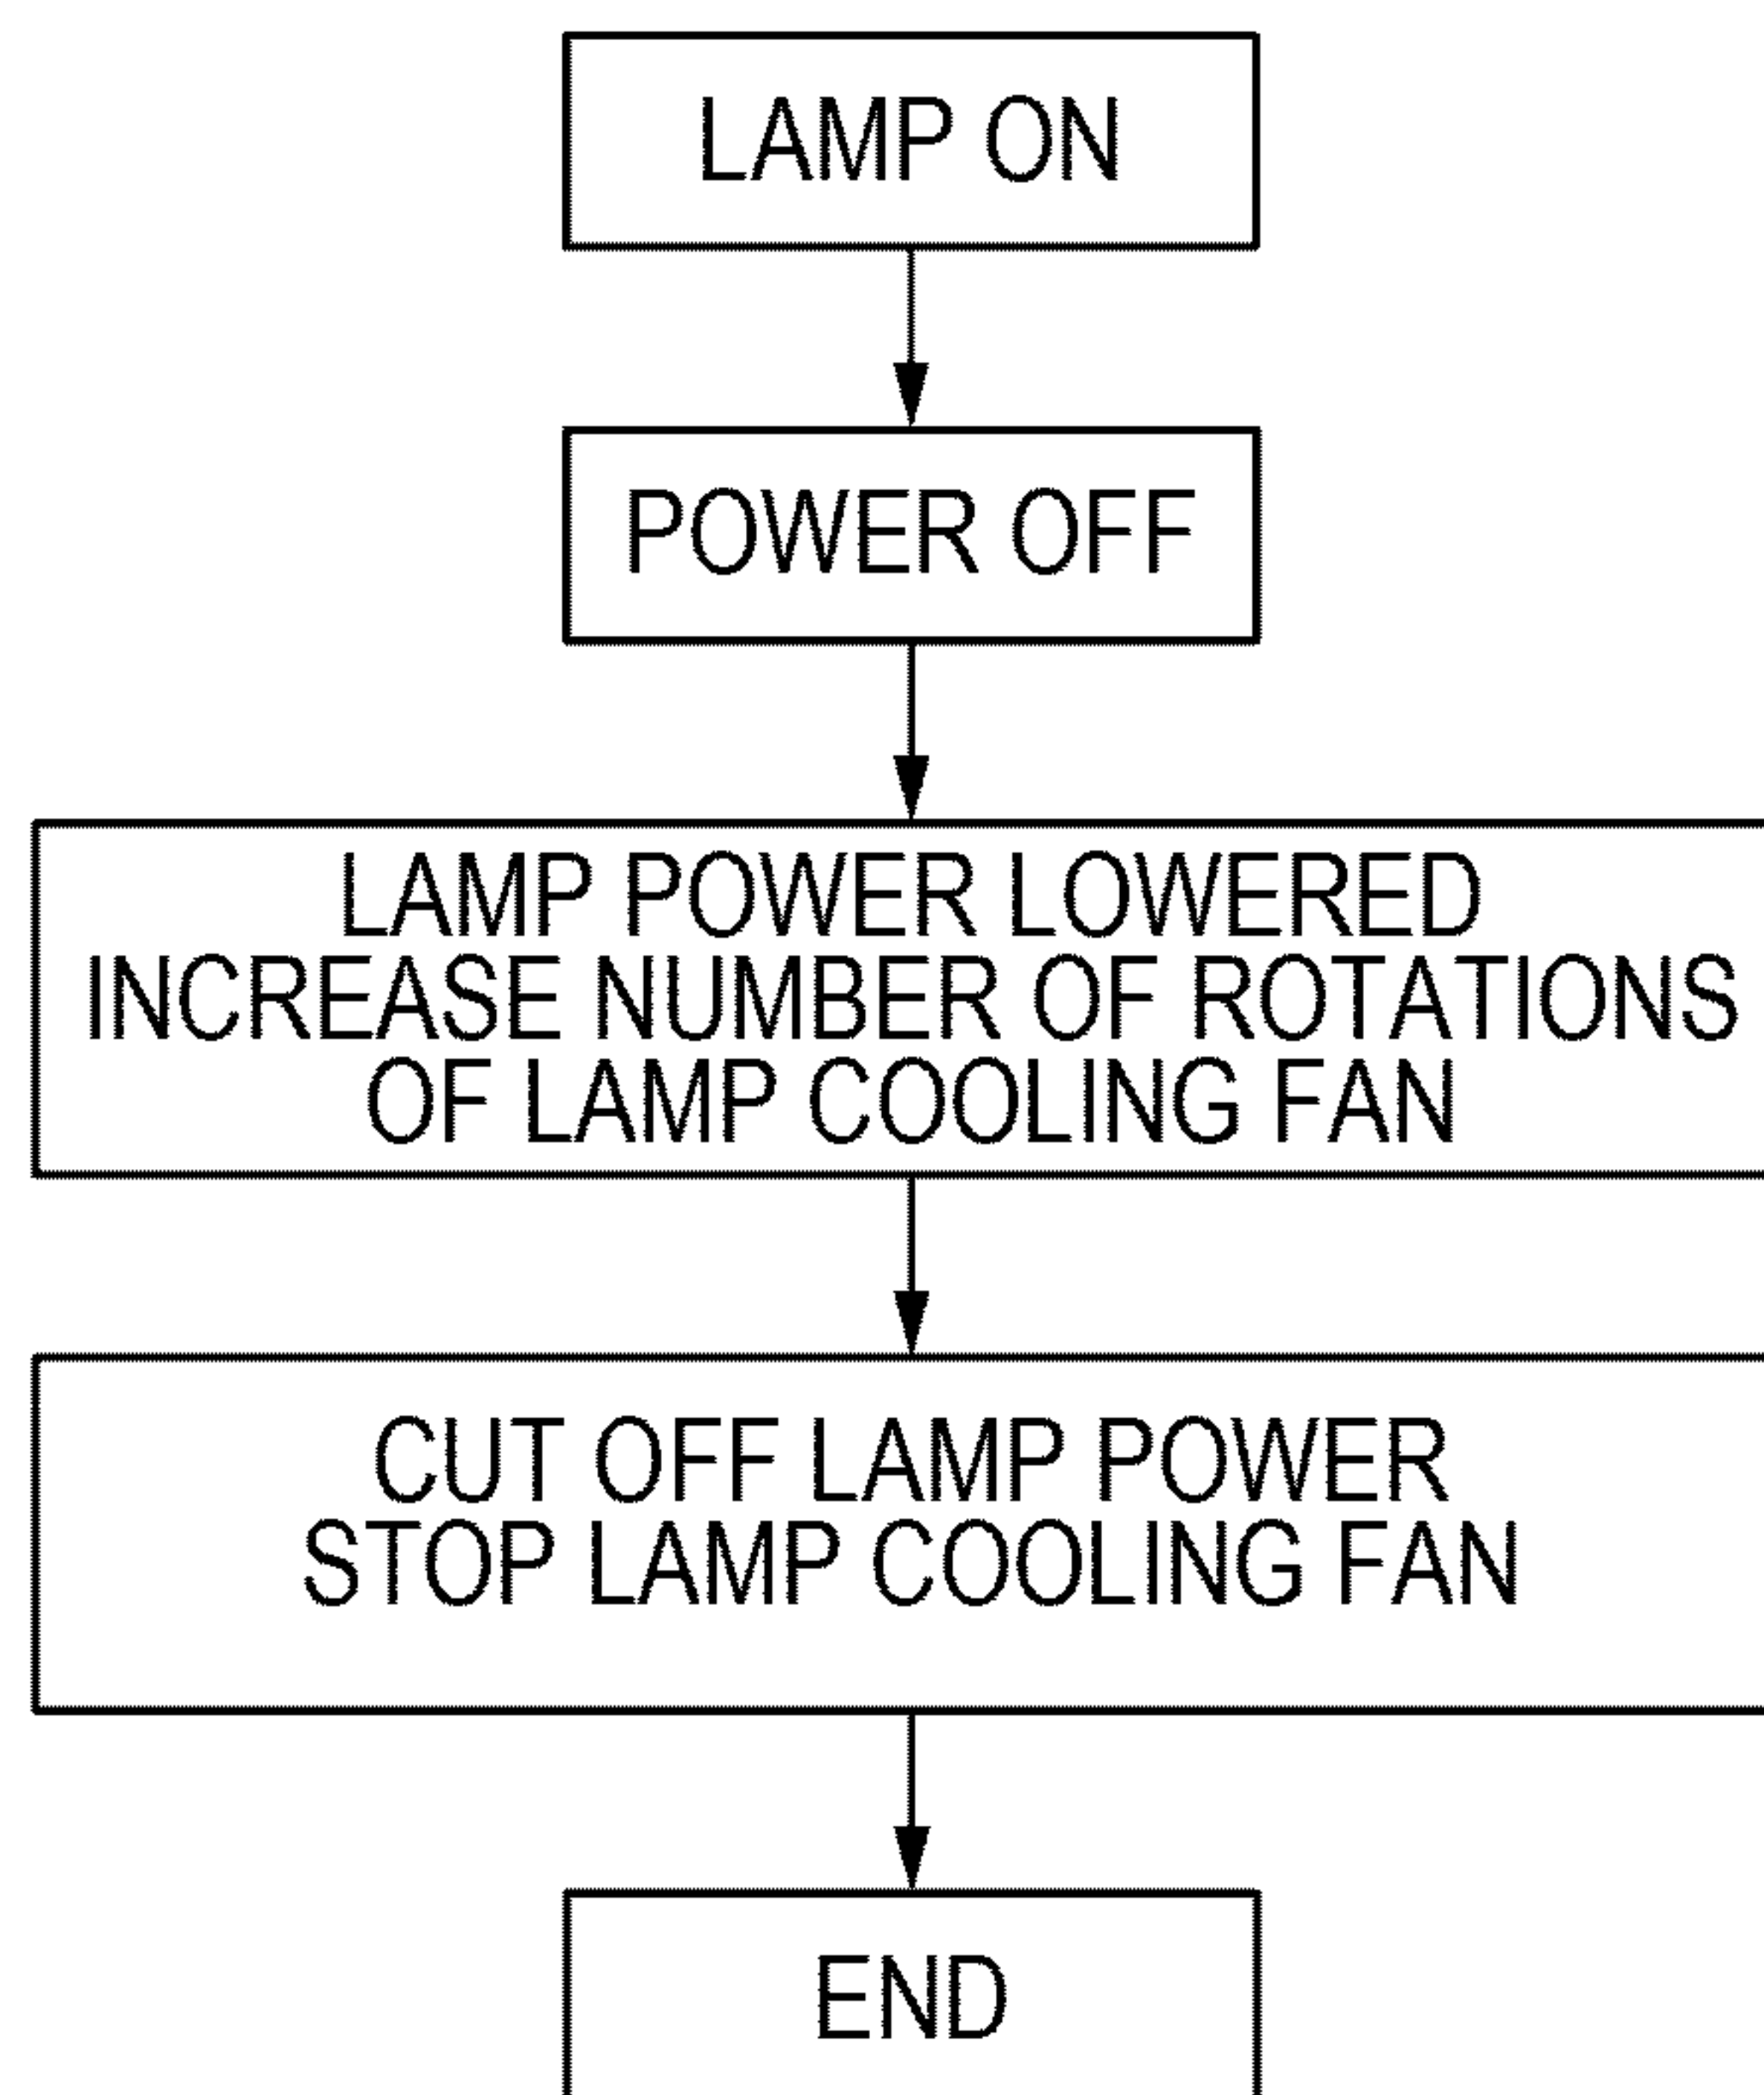 LAMP ON
POWER OFF
LAMP POWER LOWERED
INCREASE NUMBER OF ROTATIONS
OF LAMP COOLING FAN
CUT OFF LAMP POWER
STOP LAMP COOLING FAN
END